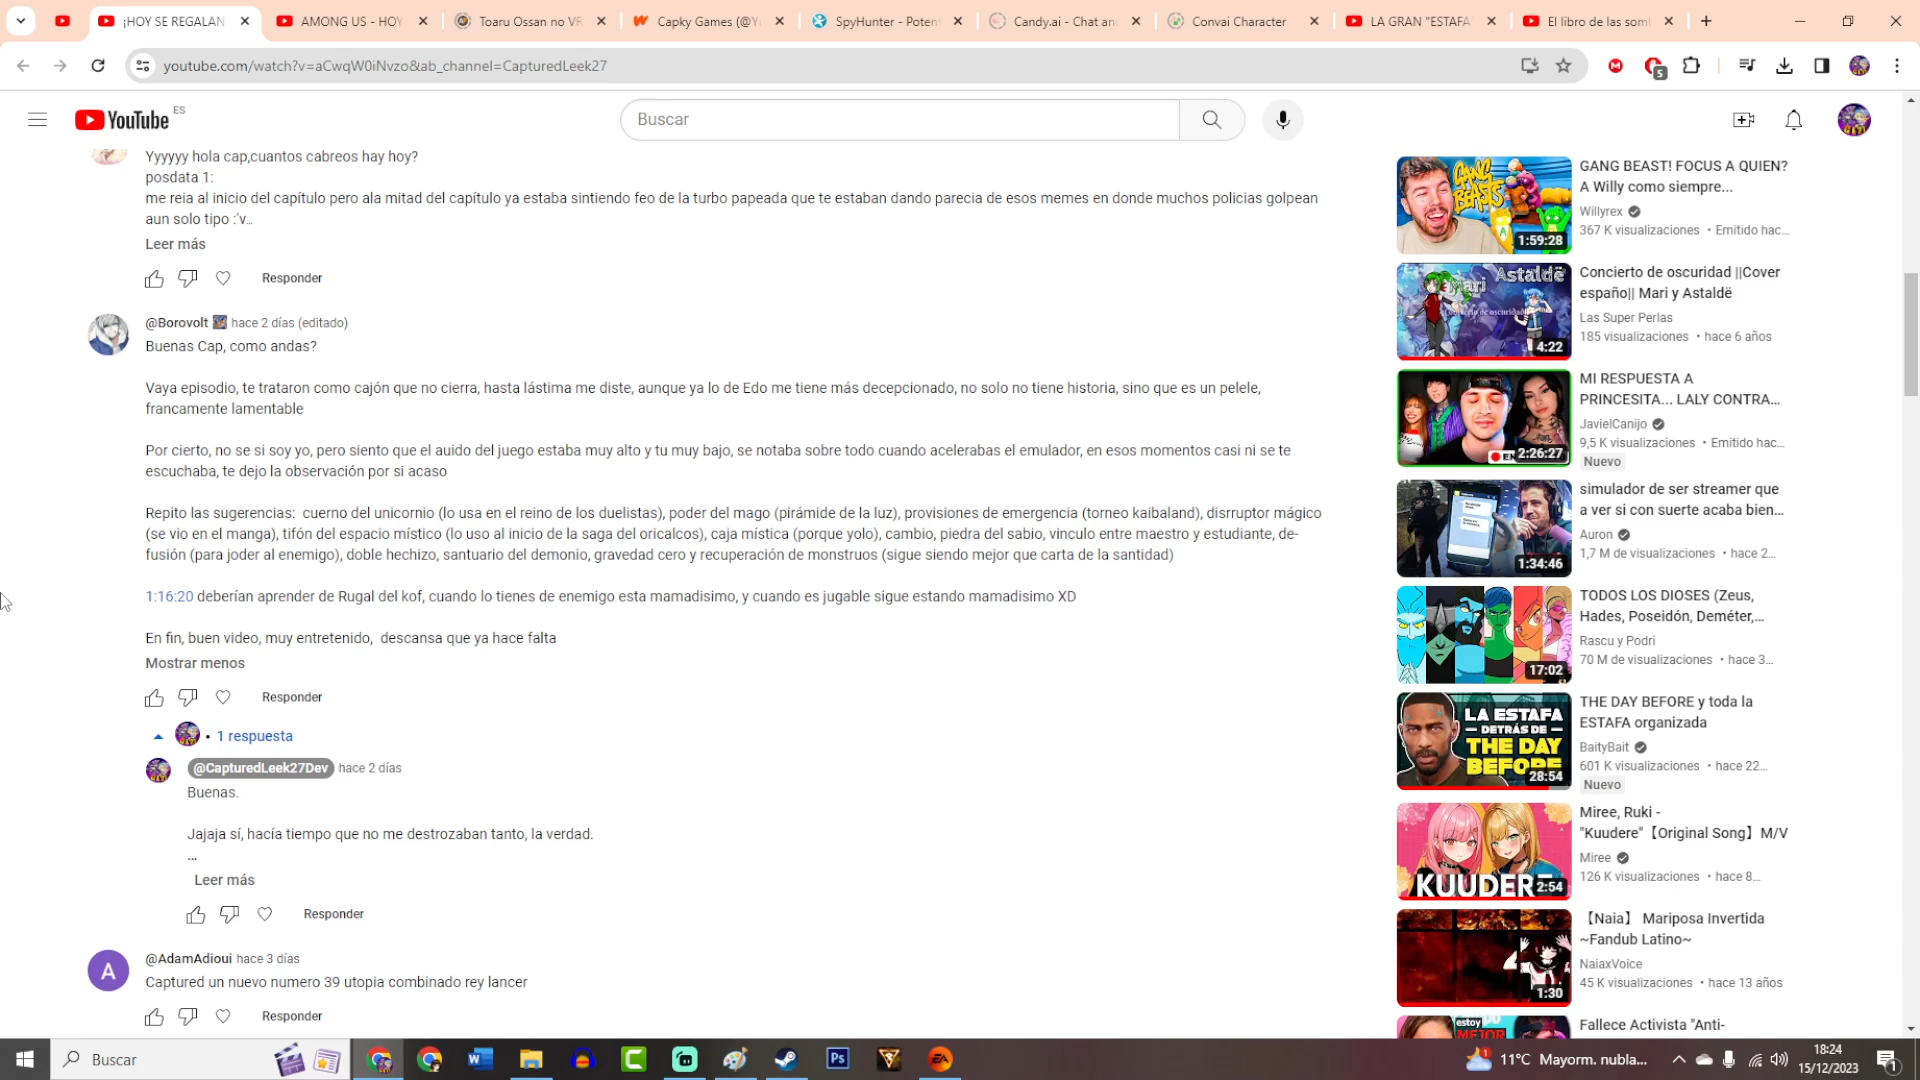 ¡HOY SE REGALAN
AMONG US - HOY
Toaru Ossan no VR
Capky Games (@Y
SpyHunter - Poten
Candy.ai - Chat an
Convai Character
LA GRAN "ESTAFA
El libro de las som
youtube.com/watch?v=aCwqW0iNvzo&ab_channel=CapturedLeek27
5
YouTube ES
Buscar
Yyyyyy hola cap,cuantos cabreos hay hoy?
posdata 1:
me reia al inicio del capítulo pero ala mitad del capítulo ya estaba sintiendo feo de la turbo papeada que te estaban dando parecia de esos memes en donde muchos policias golpean
aun solo tipo :'v...
Leer más
Responder
@Borovolt hace 2 días (editado)
Buenas Cap, como andas?
Vaya episodio, te trataron como cajón que no cierra, hasta lástima me diste, aunque ya lo de Edo me tiene más decepcionado, no solo no tiene historia, sino que es un pelele,
francamente lamentable
Por cierto, no se si soy yo, pero siento que el auido del juego estaba muy alto y tu muy bajo, se notaba sobre todo cuando acelerabas el emulador, en esos momentos casi ni se te
escuchaba, te dejo la observación por si acaso
Repito las sugerencias:  cuerno del unicornio (lo usa en el reino de los duelistas), poder del mago (pirámide de la luz), provisiones de emergencia (torneo kaibaland), disrruptor mágico
(se vio en el manga), tifón del espacio místico (lo uso al inicio de la saga del oricalcos), caja mística (porque yolo), cambio, piedra del sabio, vinculo entre maestro y estudiante, de-
fusión (para joder al enemigo), doble hechizo, santuario del demonio, gravedad cero y recuperación de monstruos (sigue siendo mejor que carta de la santidad)
1:16:20 deberían aprender de Rugal del kof, cuando lo tienes de enemigo esta mamadisimo, y cuando es jugable sigue estando mamadisimo XD
En fin, buen video, muy entretenido,  descansa que ya hace falta
Mostrar menos
Responder
• 1 respuesta
@CapturedLeek27Dev hace 2 días
Buenas.
Jajaja sí, hacía tiempo que no me destrozaban tanto, la verdad.
...
Leer más
Responder
A
@AdamAdioui hace 3 días
Captured un nuevo numero 39 utopia combinado rey lancer
Responder
GANG BEASTS
1:59:28
GANG BEAST! FOCUS A QUIEN?
A Willy como siempre...
Willyrex
367 K visualizaciones • Emitido hac...
Mari
Astaldë
4:22
Concierto de oscuridad ||Cover
españo|| Mari y Astaldë
Las Super Perlas
185 visualizaciones • hace 6 años
2:26:27
MI RESPUESTA A
PRINCESITA... LALY CONTRA...
JavielCanijo
9,5 K visualizaciones • Emitido hac...
Nuevo
1:34:46
simulador de ser streamer que
a ver si con suerte acaba bien...
Auron
1,7 M de visualizaciones • hace 2...
17:02
TODOS LOS DIOSES (Zeus,
Hades, Poseidón, Deméter,...
Rascu y Podri
70 M de visualizaciones • hace 3...
LA ESTAFA
DETRÁS DE
THE DAY
BEFORE
28:54
THE DAY BEFORE y toda la
ESTAFA organizada
BaityBait
601 K visualizaciones • hace 22...
Nuevo
KUUDERE
2:54
Miree, Ruki -
"Kuudere"【Original Song】M/V
Miree
126 K visualizaciones • hace 8...
1:30
【Naia】 Mariposa Invertida
~Fandub Latino~
NaiaxVoice
45 K visualizaciones • hace 13 años
estoy
MEJOR
Fallece Activista "Anti-
Buscar
Ps
EA
11°C Mayorm. nubla...
18:24
15/12/2023
1